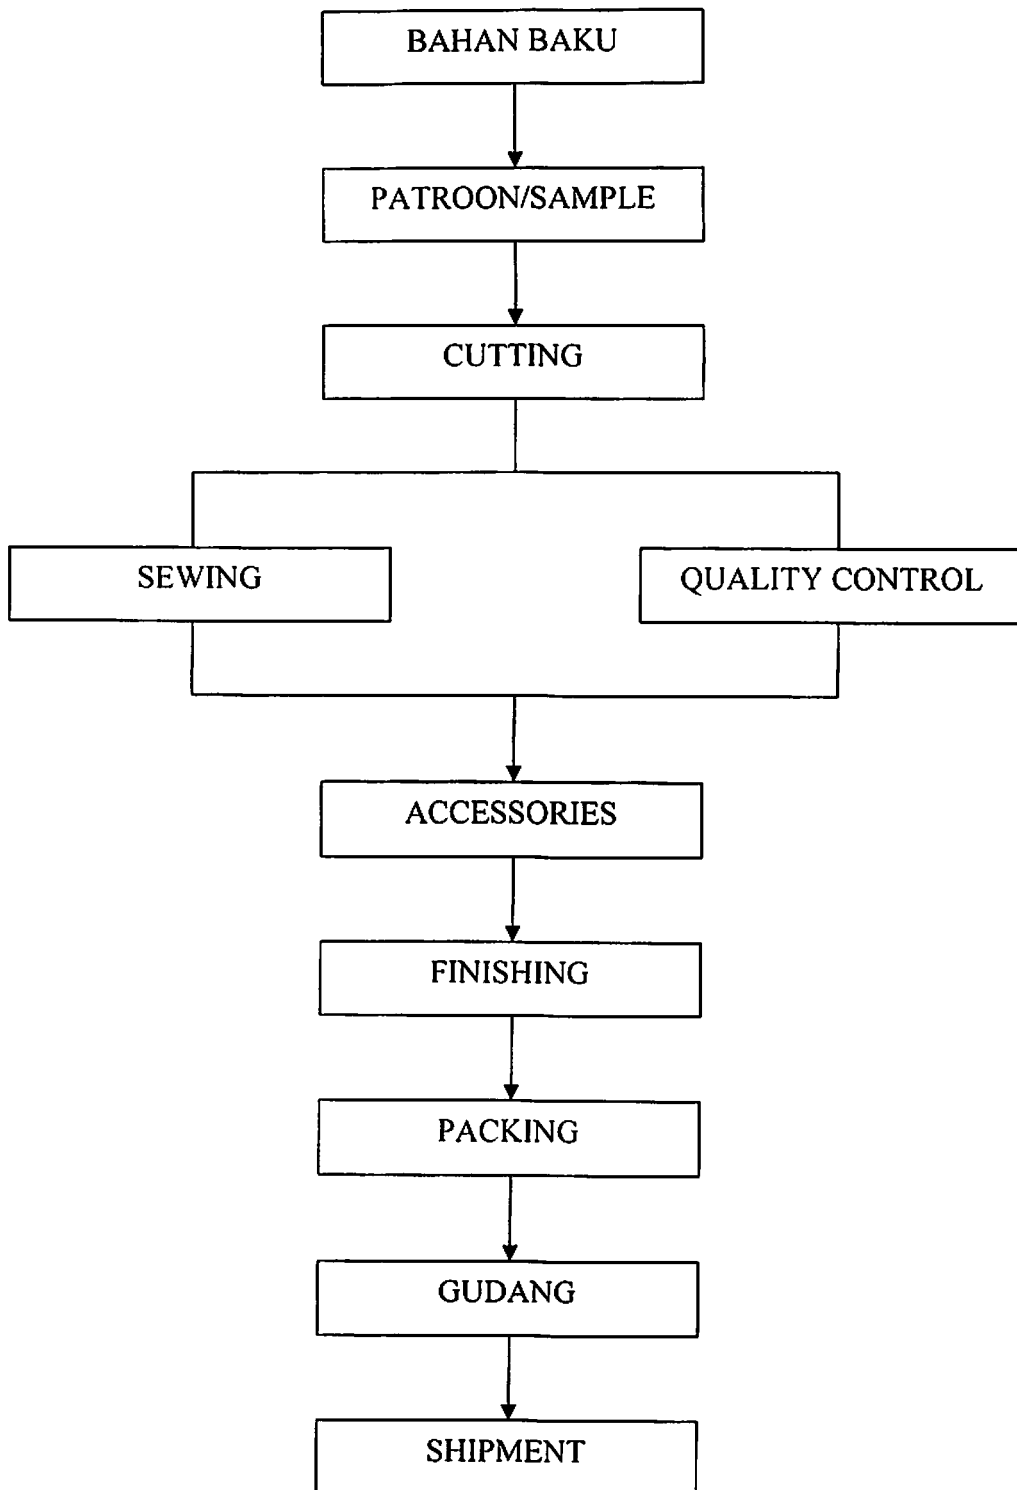 BAHAN BAKU
PATROON/SAMPLE
CUTTING
SEWING
QUALITY CONTROL
ACCESSORIES
FINISHING
PACKING
GUDANG
SHIPMENT